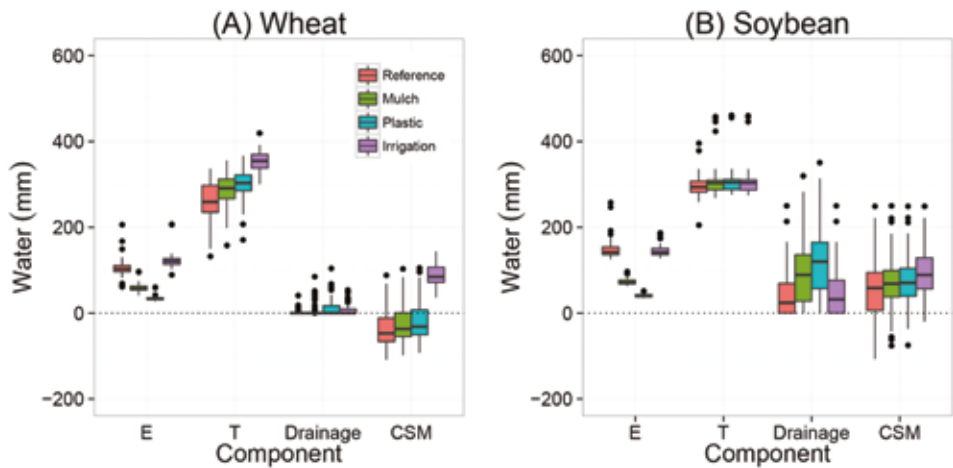 (A) Wheat
600
400
200
0
−200
Water (mm)
Reference
Mulch
Plastic
Irrigation
E T Drainage CSM
Component
(B) Soybean
600
400
200
0
−200
Water (mm)
E T Drainage CSM
Component